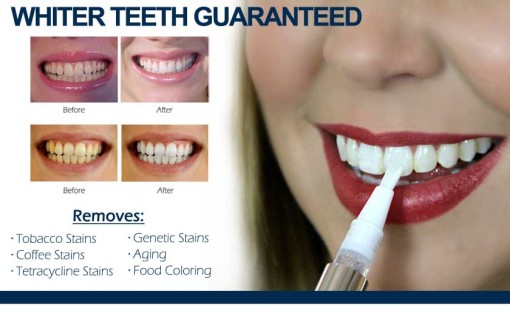 WHITER TEETH GUARANTEED
Before
After
Before
After
Removes:
· Tobacco Stains
· Coffee Stains
· Tetracycline Stains
· Genetic Stains
· Aging
· Food Coloring